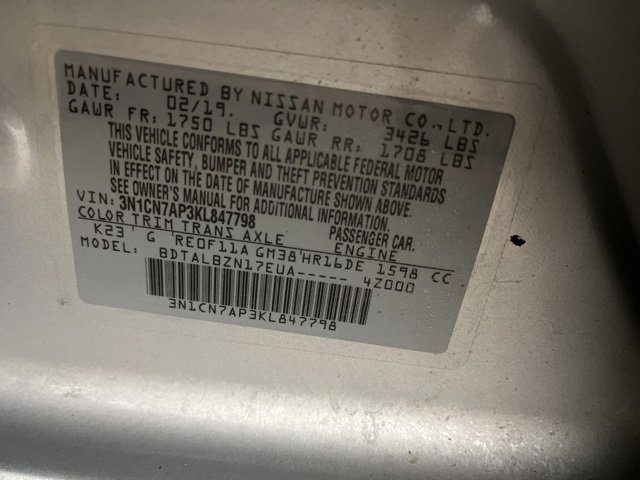 MANUFACTURED BY NISSAN MOTOR CO.,LTD.
DATE: 02/19. GVWR: 3426 LBS
GAWR FR: 1750 LBS GAWR RR: 1708 LBS
THIS VEHICLE CONFORMS TO ALL APPLICABLE FEDERAL MOTOR
VEHICLE SAFETY, BUMPER AND THEFT PREVENTION STANDARDS
IN EFFECT ON THE DATE OF MANUFACTURE SHOWN ABOVE.
SEE OWNER'S MANUAL FOR ADDITIONAL INFORMATION.
VIN: 3N1CN7AP3KL847798 PASSENGER CAR.
COLOR TRIM TRANS AXLE ENGINE
K23' G RE0F11A GM38'HR16DE 1598 CC
MODEL: BDTALBZN17EUA----- 4Z000
3N1CN7AP3KL847798